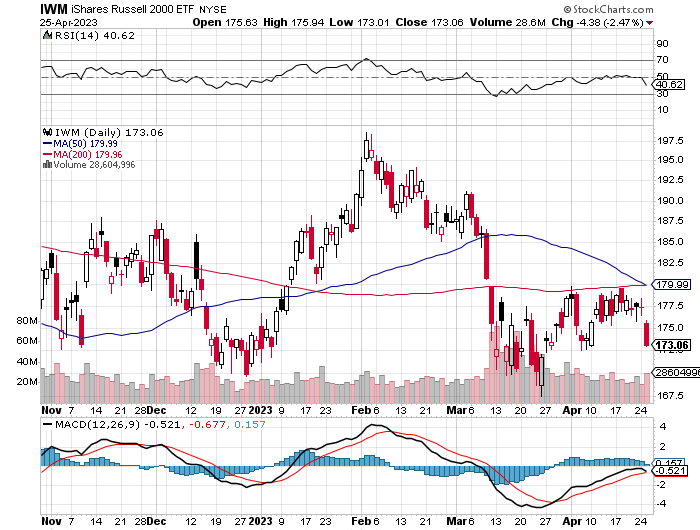 IWM iShares Russell 2000 ETF NYSE
© StockCharts.com
25-Apr-2023
Open 175.63 High 175.94 Low 173.01 Close 173.06 Volume 28.6M Chg -4.38 (-2.47%)
RSI(14) 40.62
90
70
50
40.62
30
10
IWM (Daily) 173.06
MA(50) 179.99
MA(200) 179.96
Volume 28,604,996
197.5
195.0
192.5
190.0
187.5
185.0
182.5
179.99
177.5
175.0
173.06
28604996
167.5
80M
60M
40M
20M
Nov 7 14 21 28 Dec 12 19 27 2023 9 17 23 Feb 6 13 21 Mar 6 13 20 27 Apr 10 17 24
MACD(12,26,9) -0.521, -0.677, 0.157
4
2
0.157
-0.521
-2
-4
Nov 7 14 21 28 Dec 12 19 27 2023 9 17 23 Feb 6 13 21 Mar 6 13 20 27 Apr 10 17 24